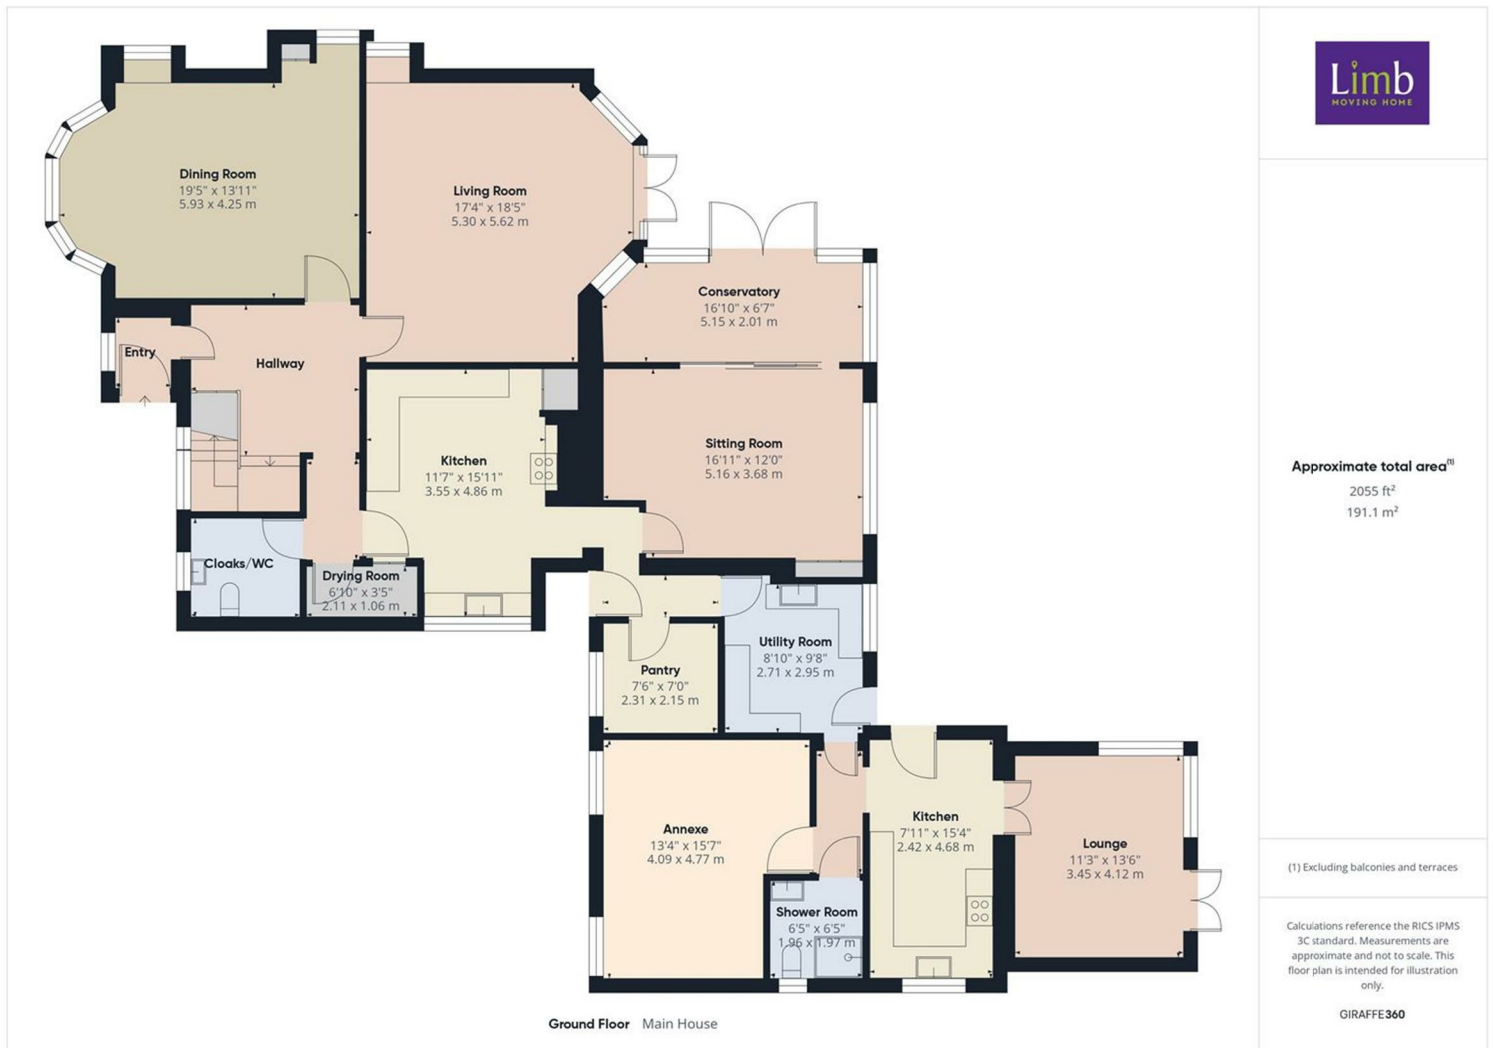 Limb
MOVING HOME
Dining Room
19'5" x 13'11"
5.93 x 4.25 m
Living Room
17'4" x 18'5"
5.30 x 5.62 m
Conservatory
16'10" x 6'7"
5.15 x 2.01 m
Entry
Hallway
Sitting Room
16'11" x 12'0"
5.16 x 3.68 m
Kitchen
11'7" x 15'11"
3.55 x 4.86 m
Cloaks/WC
Drying Room
6'10" x 3'5"
2.11 x 1.06 m
Utility Room
8'10" x 9'8"
2.71 x 2.95 m
Pantry
7'6" x 7'0"
2.31 x 2.15 m
Annexe
13'4" x 15'7"
4.09 x 4.77 m
Kitchen
7'11" x 15'4"
2.42 x 4.68 m
Lounge
11'3" x 13'6"
3.45 x 4.12 m
Shower Room
6'5" x 6'5"
1.96 x 1.97 m
Ground Floor Main House
Approximate total area(1)
2055 ft²
191.1 m²
(1) Excluding balconies and terraces
Calculations reference the RICS IPMS
3C standard. Measurements are
approximate and not to scale. This
floor plan is intended for illustration
only.
GIRAFFE360